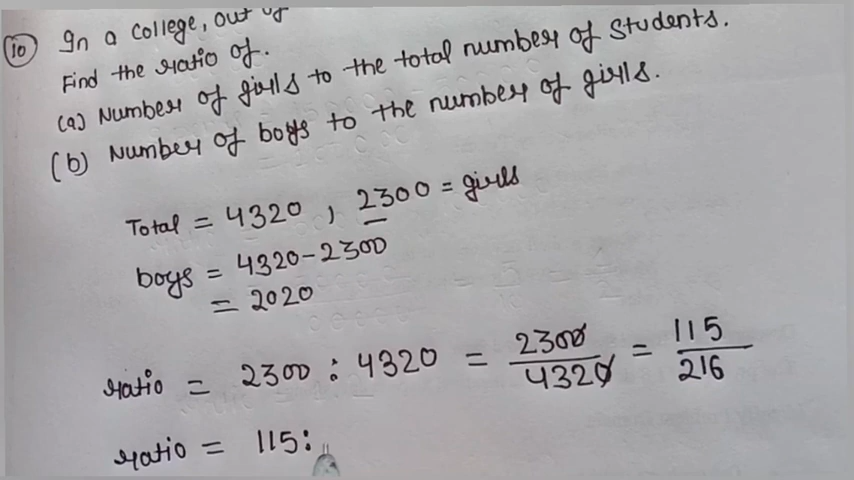 (10) In a college, out of
Find the ratio of.
(a) Number of girls to the total number of students.
(b) Number of boys to the number of girls.
Total = 4320 , 2300 = girls
boys = 4320-2300
= 2020
ratio = 2300 : 4320 = 2300/4320 = 115/216
ratio = 115: